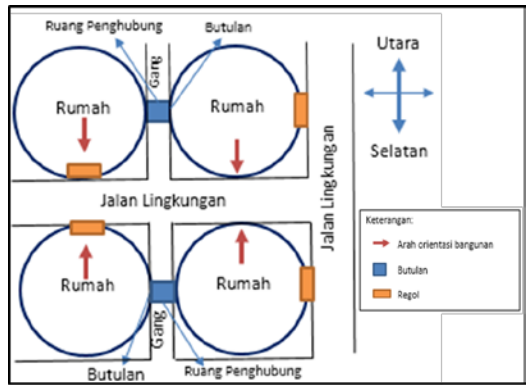 Ruang Penghubung
Butulan
Gang
Utara
Rumah
Rumah
Selatan
Jalan Lingkungan
Jalan Lingkungan
Keterangan:
Arah orientasi bangunan
Butulan
Regol
Rumah
Rumah
Gang
Butulan
Ruang Penghubung